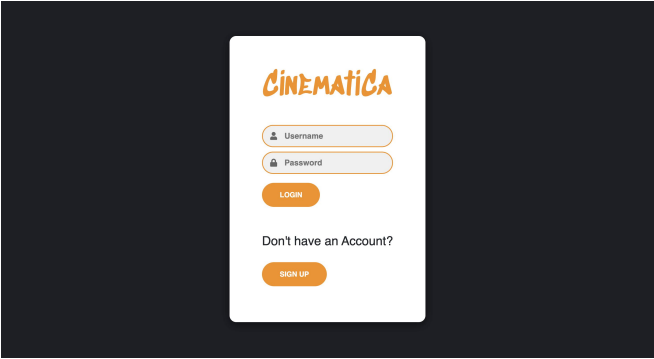 CiNEMATiCA
Username
Password
LOGIN
Don't have an Account?
SIGN UP